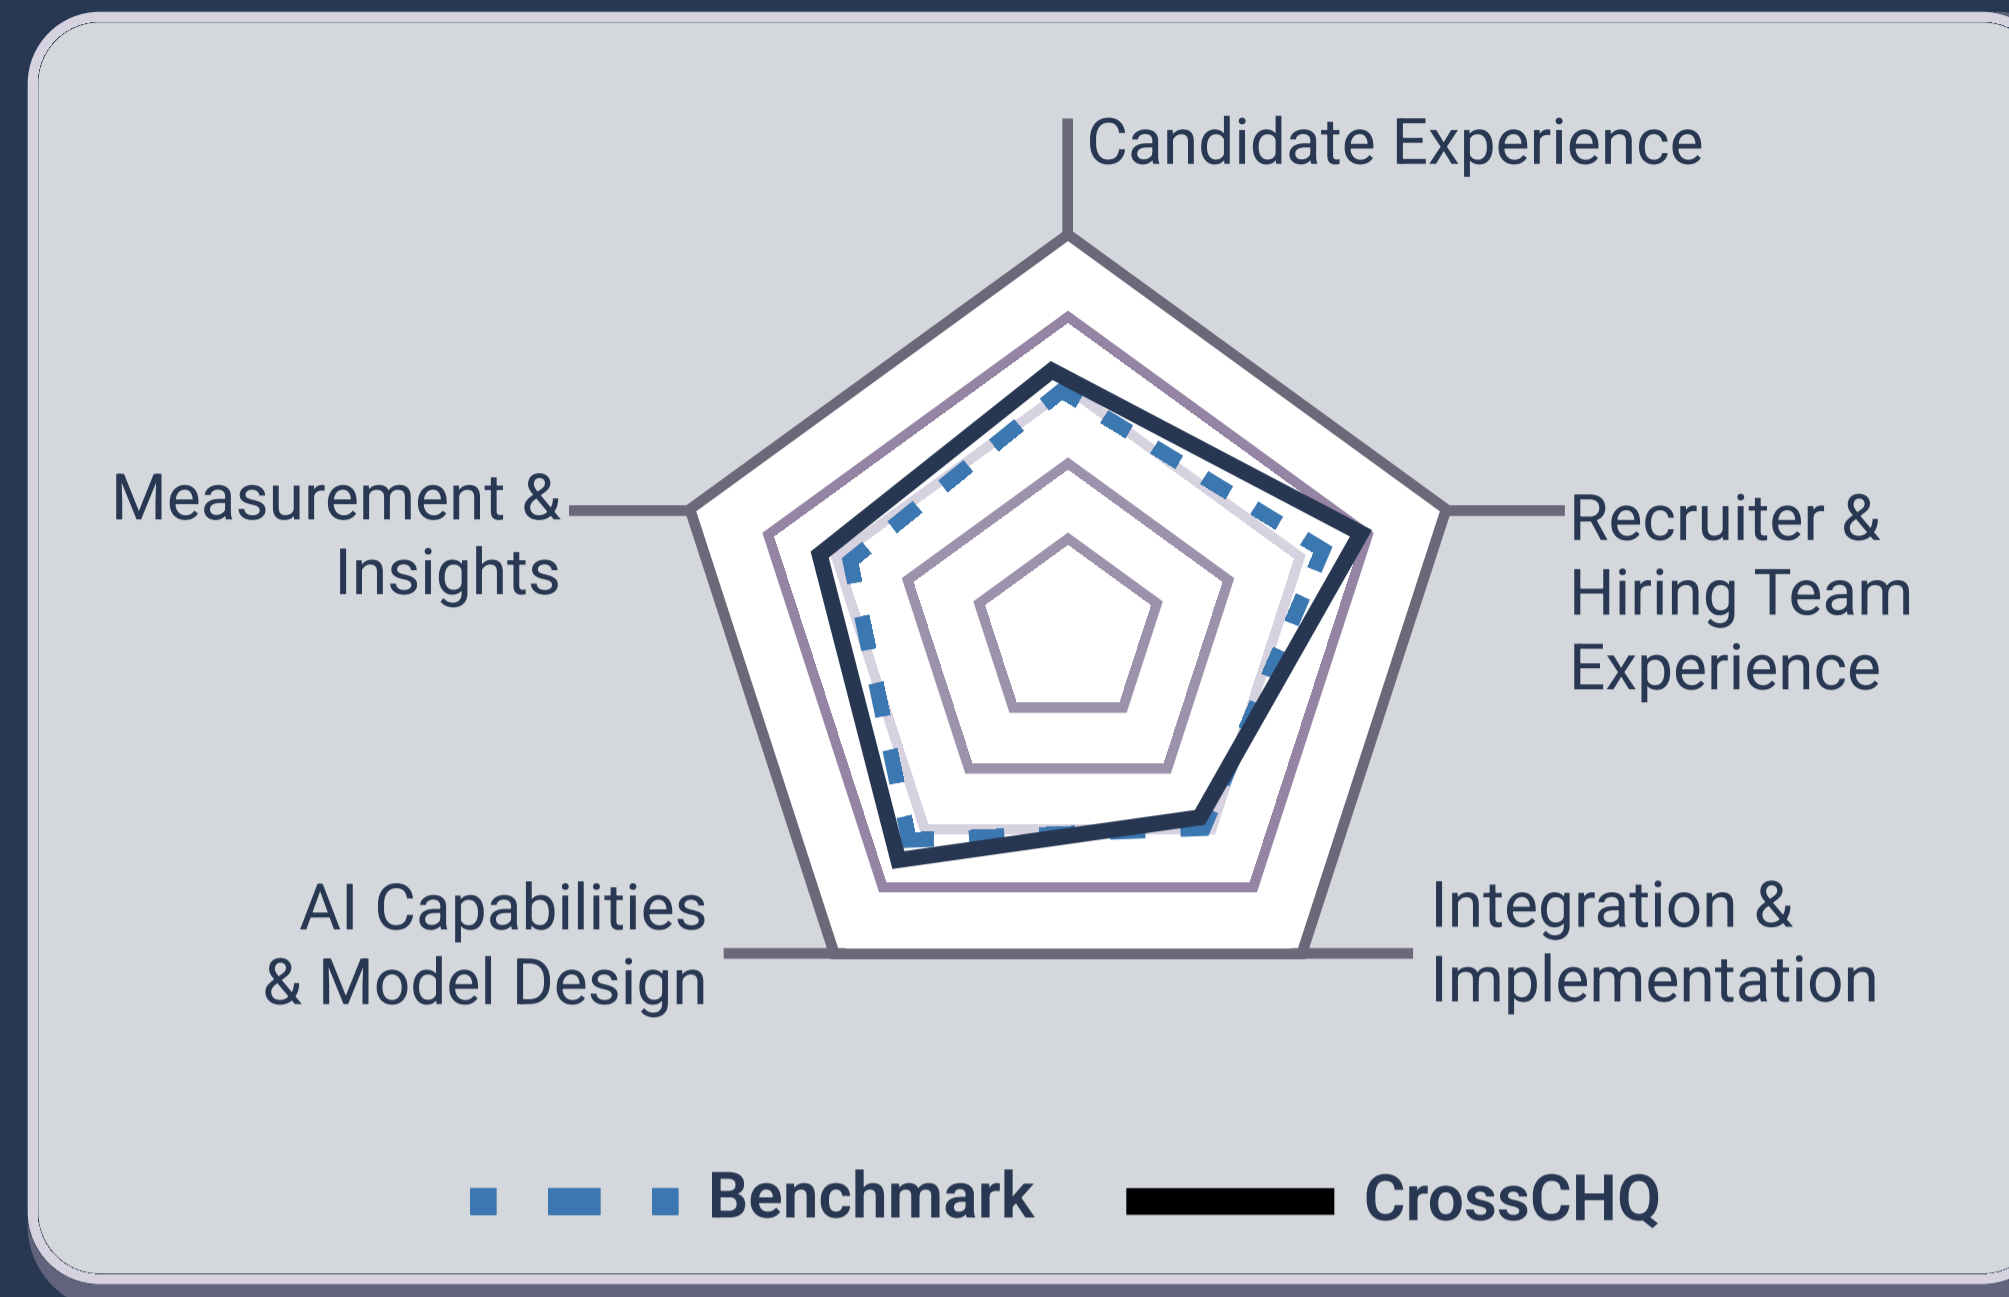 Candidate Experience
Measurement &
Insights
Recruiter &
Hiring Team
Experience
AI Capabilities
& Model Design
Integration &
Implementation
Benchmark
CrossCHQ